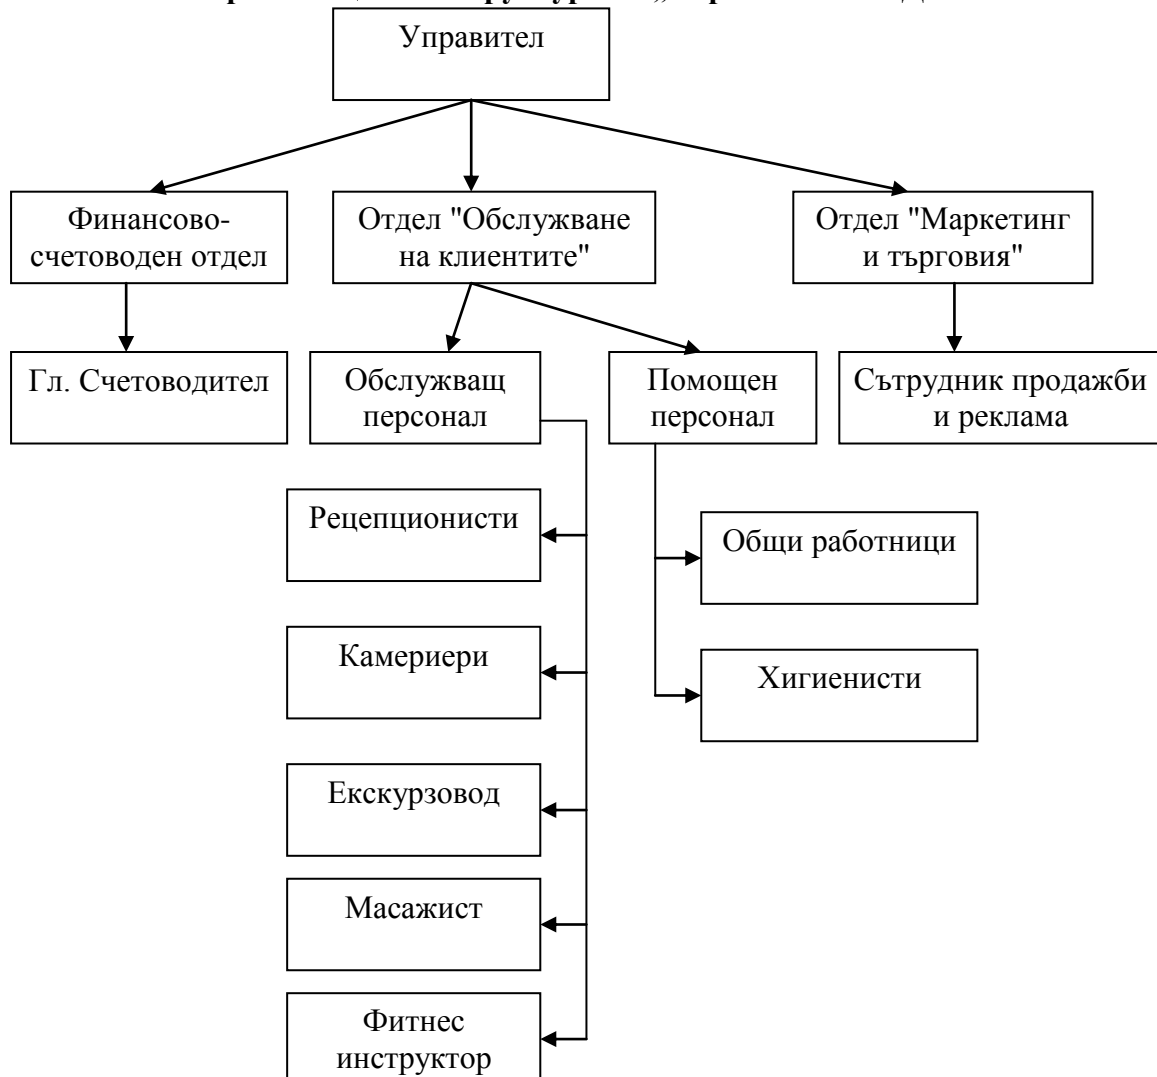 Управител
Финансово-
счетоводен отдел
Отдел "Обслужване
на клиентите"
Отдел "Маркетинг
и търговия"
Гл. Счетоводител
Обслужващ
персонал
Помощен
персонал
Сътрудник продажби
и реклама
Рецепционисти
Общи работници
Камериери
Хигиенисти
Екскурзовод
Масажист
Фитнес
инструктор